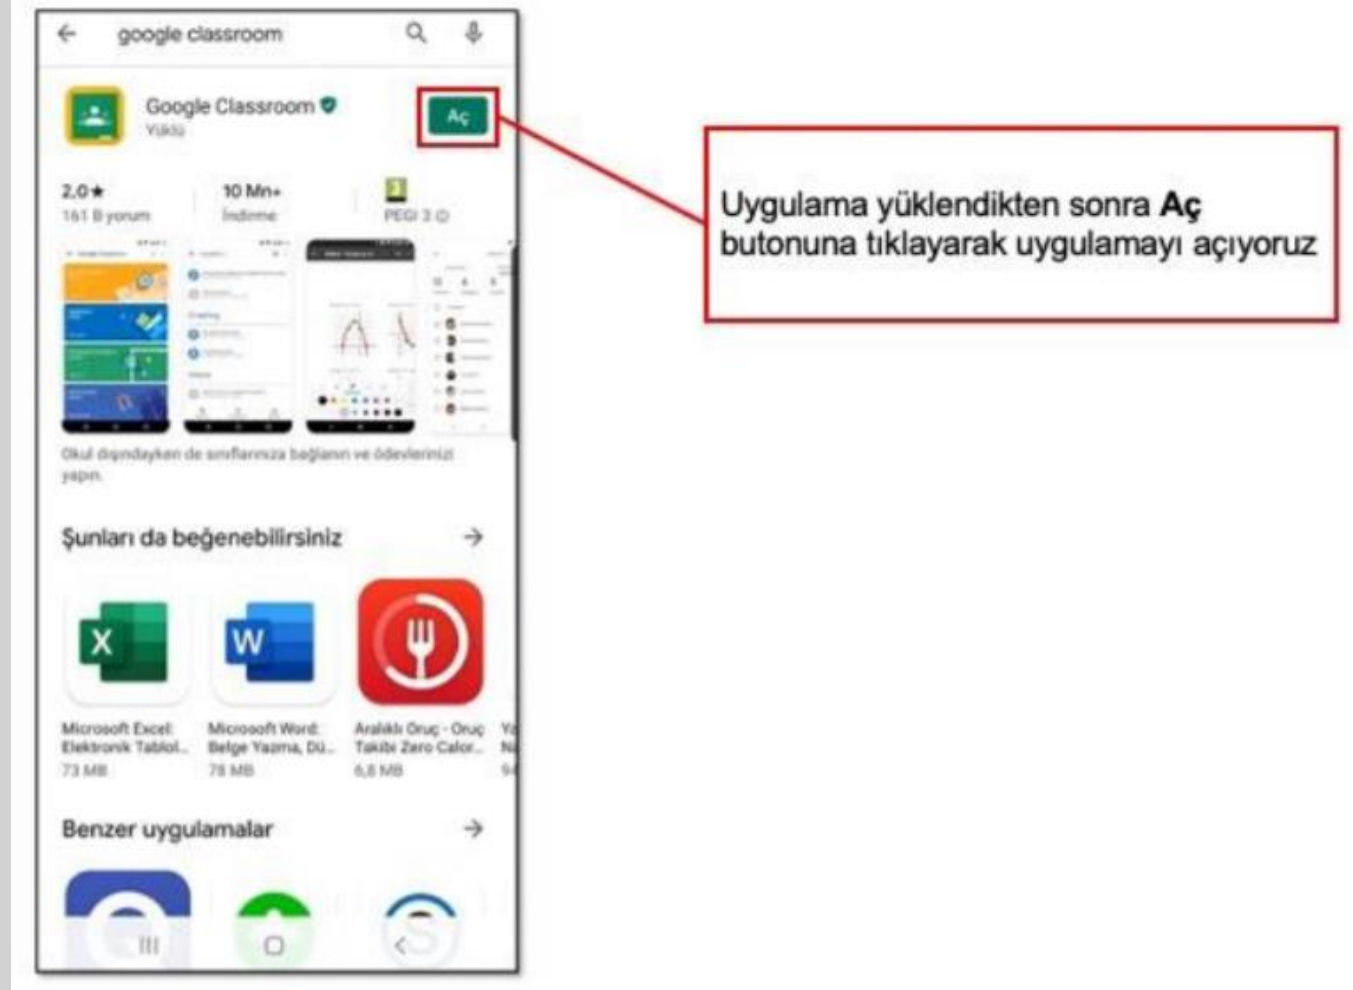 google classroom
Google Classroom
Yüklü
Aç
2,0★
161 B yorum
10 Mn+
İndirme
3
PEGI 3
Uygulama yüklendikten sonra Aç
butonuna tıklayarak uygulamayı açıyoruz
Okul dışındayken de sınıflarınıza bağlanın ve ödevlerinizi
yapın.
Şunları da beğenebilirsiniz
Microsoft Excel:
Elektronik Tablol...
73 MB
Microsoft Word:
Belge Yazma, Dü...
78 MB
Aralıklı Oruç - Oruç
Takibi Zero Calor...
6,8 MB
Benzer uygulamalar